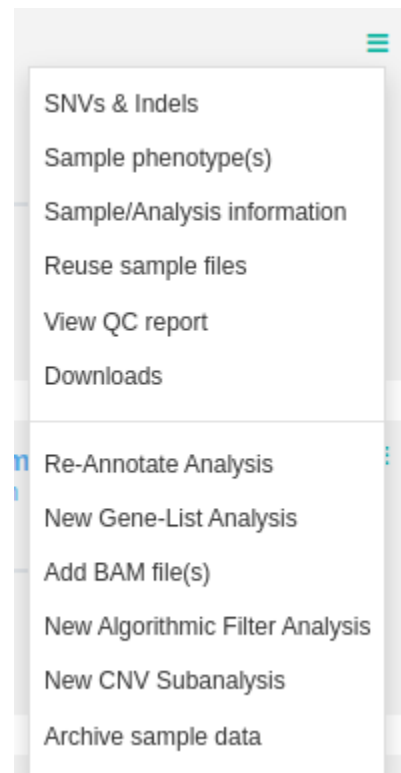 SNVs & Indels
Sample phenotype(s)
Sample/Analysis information
Reuse sample files
View QC report
Downloads
Re-Annotate Analysis
New Gene-List Analysis
Add BAM file(s)
New Algorithmic Filter Analysis
New CNV Subanalysis
Archive sample data